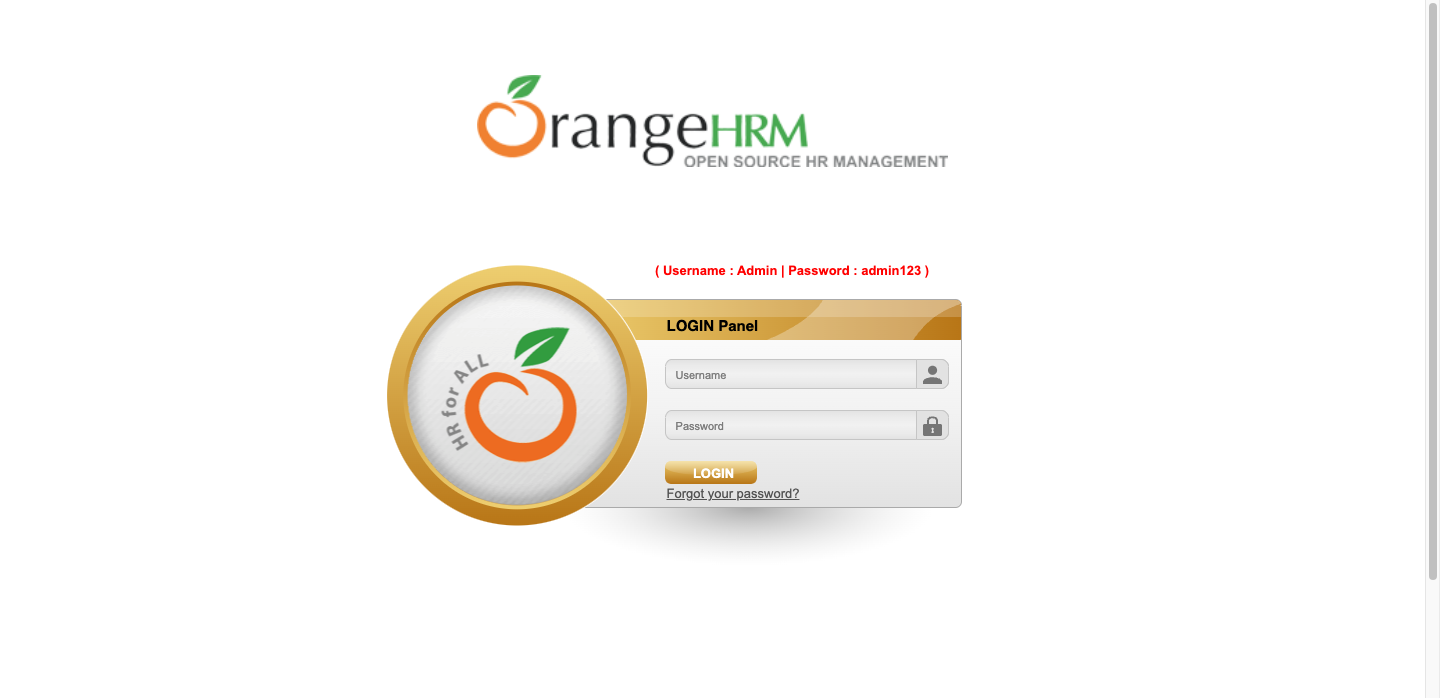 OrangeHRM
OPEN SOURCE HR MANAGEMENT
( Username : Admin | Password : admin123 )
HR for ALL
LOGIN Panel
Username
Password
LOGIN
Forgot your password?